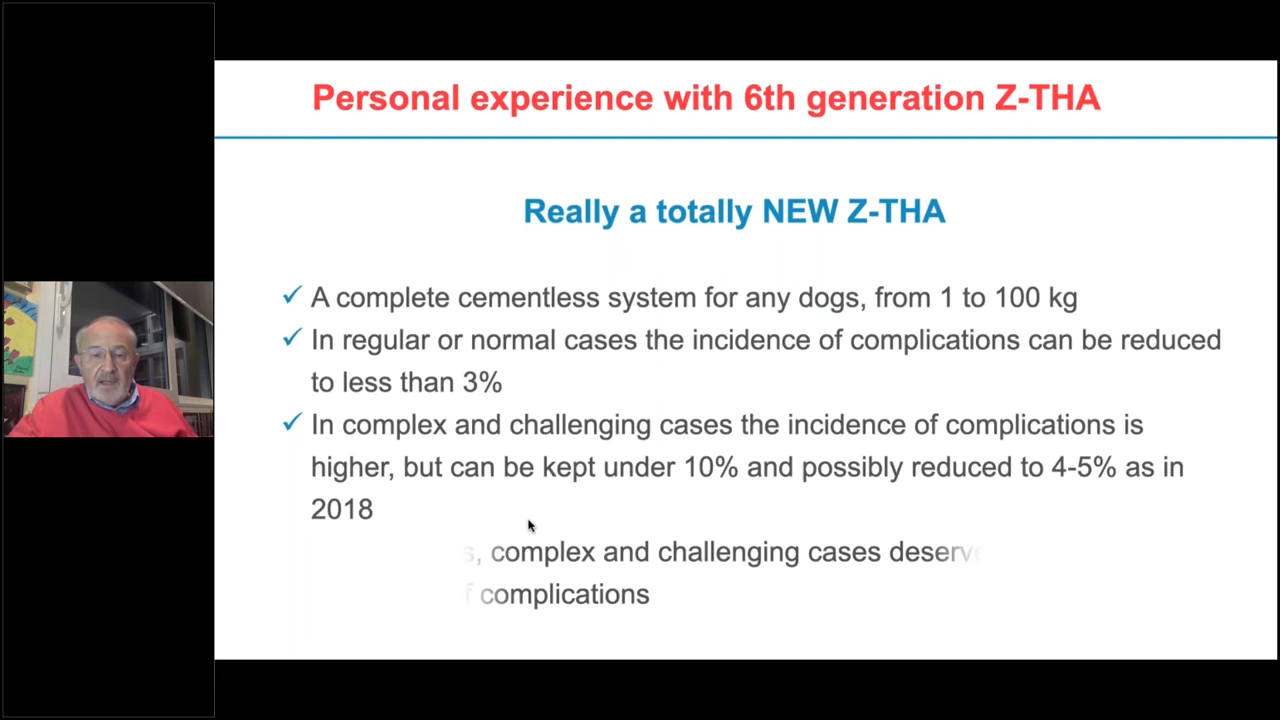 Personal experience with 6th generation Z-THA
Really a totally NEW Z-THA
✓ A complete cementless system for any dogs, from 1 to 100 kg
✓ In regular or normal cases the incidence of complications can be reduced
to less than 3%
✓ In complex and challenging cases the incidence of complications is
higher, but can be kept under 10% and possibly reduced to 4-5% as in
2018
complex and challenging cases
complications